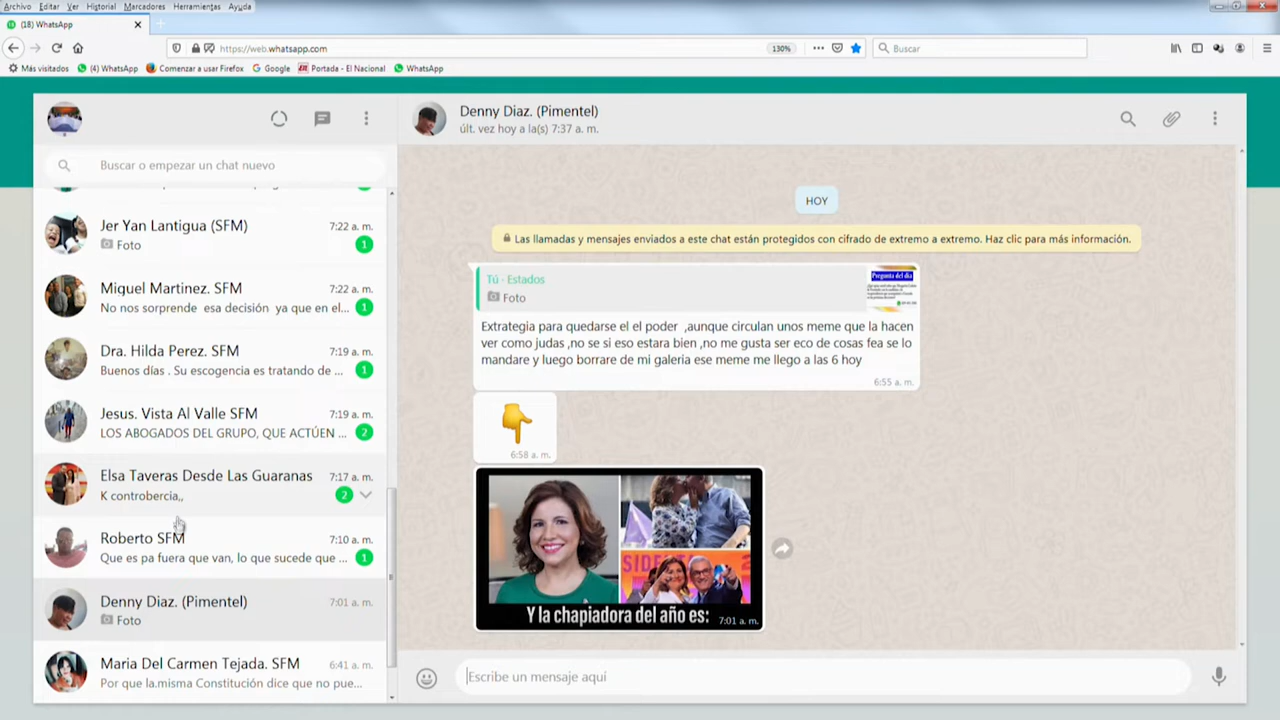 Archivo Editar Ver Historial Marcadores Herramientas Ayuda
(18) WhatsApp
https://web.whatsapp.com
130%
Buscar
Más visitados (4) WhatsApp Comenzar a usar Firefox Google Portada - El Nacional WhatsApp
Buscar o empezar un chat nuevo
Jer Yan Lantigua (SFM) 7:22 a. m.
Foto 1
Miguel Martinez. SFM 7:22 a. m.
No nos sorprende esa decisión ya que en el... 1
Dra. Hilda Perez. SFM 7:19 a. m.
Buenos días . Su escogencia es tratando de ... 1
Jesus. Vista Al Valle SFM 7:19 a. m.
LOS ABOGADOS DEL GRUPO, QUE ACTÚEN ... 2
Elsa Taveras Desde Las Guaranas 7:17 a. m.
K controbercia,, 2
Roberto SFM 7:10 a. m.
Que es pa fuera que van, lo que sucede que ... 1
Denny Diaz. (Pimentel) 7:01 a. m.
Foto
Maria Del Carmen Tejada. SFM 6:41 a. m.
Por que la.misma Constitución dice que no pue...
Denny Diaz. (Pimentel)
últ. vez hoy a la(s) 7:37 a. m.
HOY
Las llamadas y mensajes enviados a este chat están protegidos con cifrado de extremo a extremo. Haz clic para más información.
Tú · Estados
Foto
Pregunta del día
Extrategia para quedarse el el poder ,aunque circulan unos meme que la hacen
ver como judas ,no se si eso estara bien ,no me gusta ser eco de cosas fea se lo
mandare y luego borrare de mi galeria ese meme me llego a las 6 hoy
6:55 a. m.
6:58 a. m.
Y la chapiadora del año es:
7:01 a. m.
Escribe un mensaje aquí